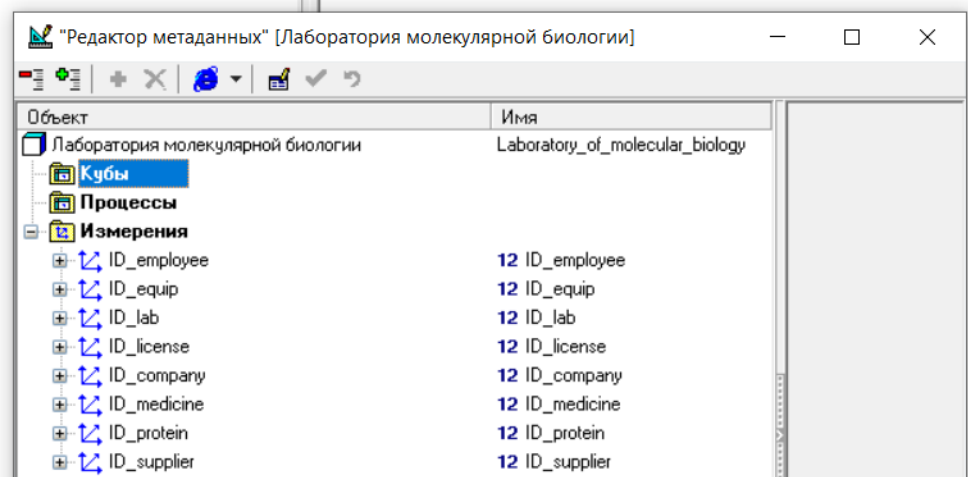 "Редактор метаданных" [Лаборатория молекулярной биологии]
Объект Имя
Лаборатория молекулярной биологии Laboratory_of_molecular_biology
Кубы
Процессы
Измерения
ID_employee 12 ID_employee
ID_equip 12 ID_equip
ID_lab 12 ID_lab
ID_license 12 ID_license
ID_company 12 ID_company
ID_medicine 12 ID_medicine
ID_protein 12 ID_protein
ID_supplier 12 ID_supplier